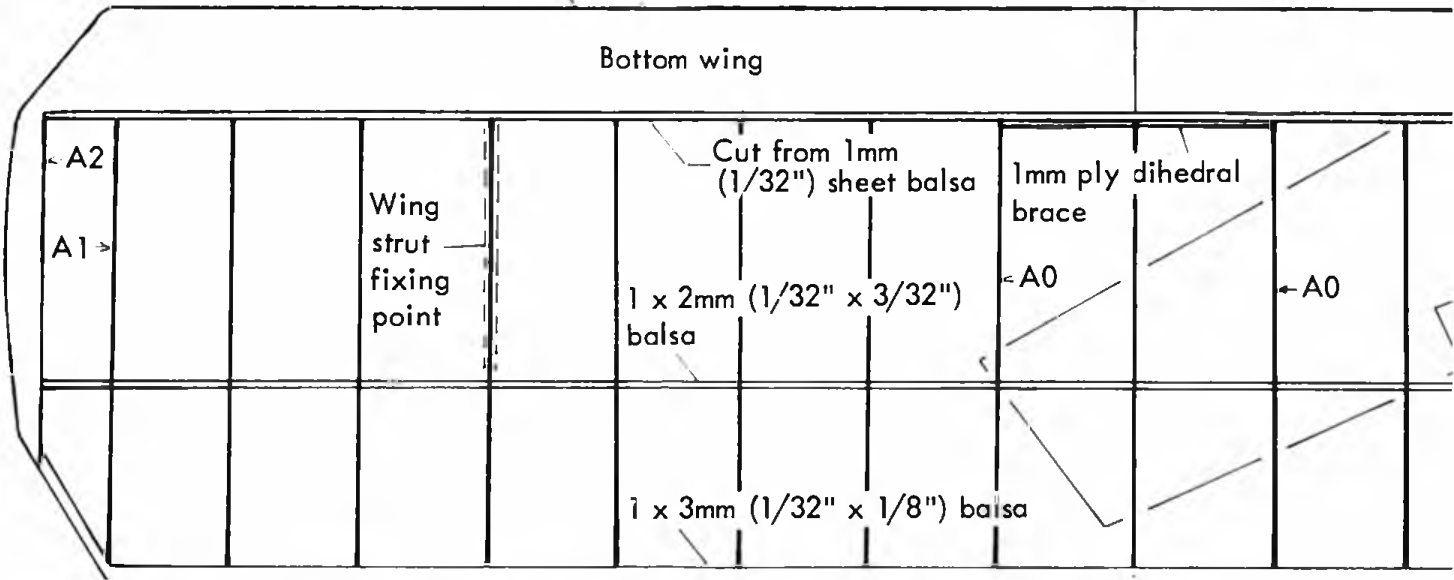 Bottom wing
A2
A1
Wing
strut
fixing
point
Cut from 1mm
(1/32") sheet balsa
1mm ply dihedral
brace
A0
A0
1 x 2mm (1/32" x 3/32")
balsa
1 x 3mm (1/32" x 1/8") balsa